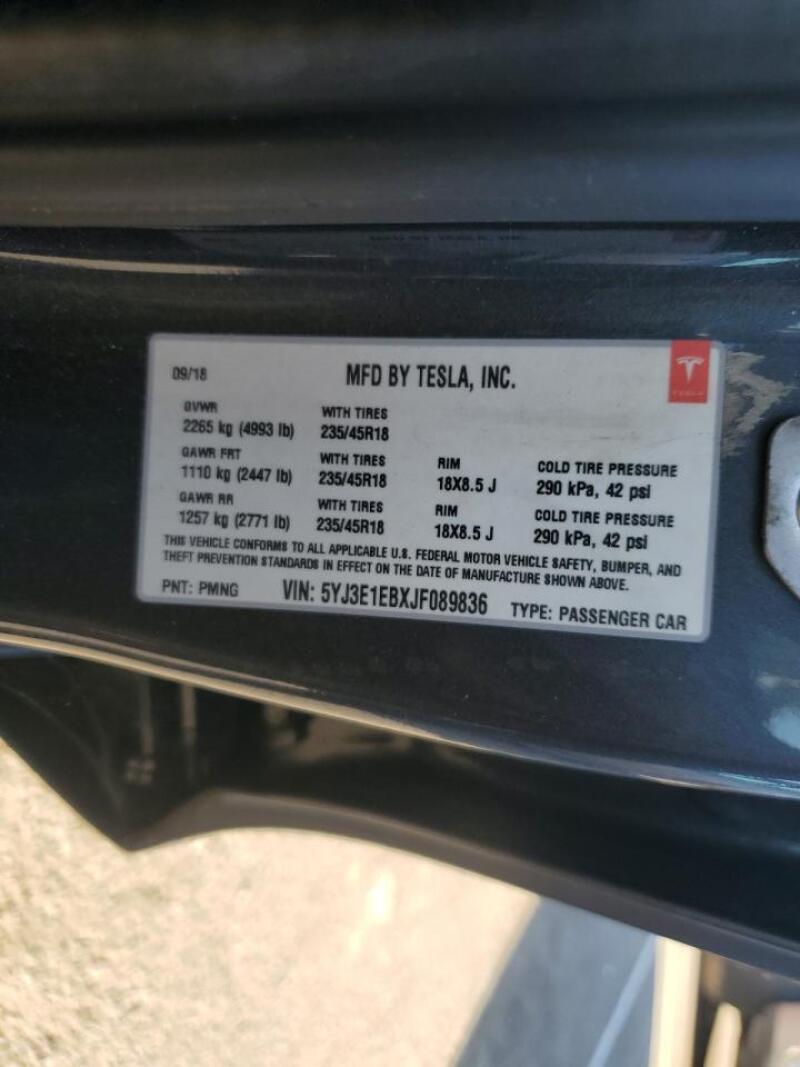 09/18 MFD BY TESLA, INC.
TESLA
GVWR WITH TIRES
2265 kg (4993 lb) 235/45R18
GAWR FRT WITH TIRES RIM COLD TIRE PRESSURE
1110 kg (2447 lb) 235/45R18 18X8.5 J 290 kPa, 42 psi
GAWR RR WITH TIRES RIM COLD TIRE PRESSURE
1257 kg (2771 lb) 235/45R18 18X8.5 J 290 kPa, 42 psi
THIS VEHICLE CONFORMS TO ALL APPLICABLE U.S. FEDERAL MOTOR VEHICLE SAFETY, BUMPER, AND
THEFT PREVENTION STANDARDS IN EFFECT ON THE DATE OF MANUFACTURE SHOWN ABOVE.
PNT: PMNG VIN: 5YJ3E1EBXJF089836 TYPE: PASSENGER CAR